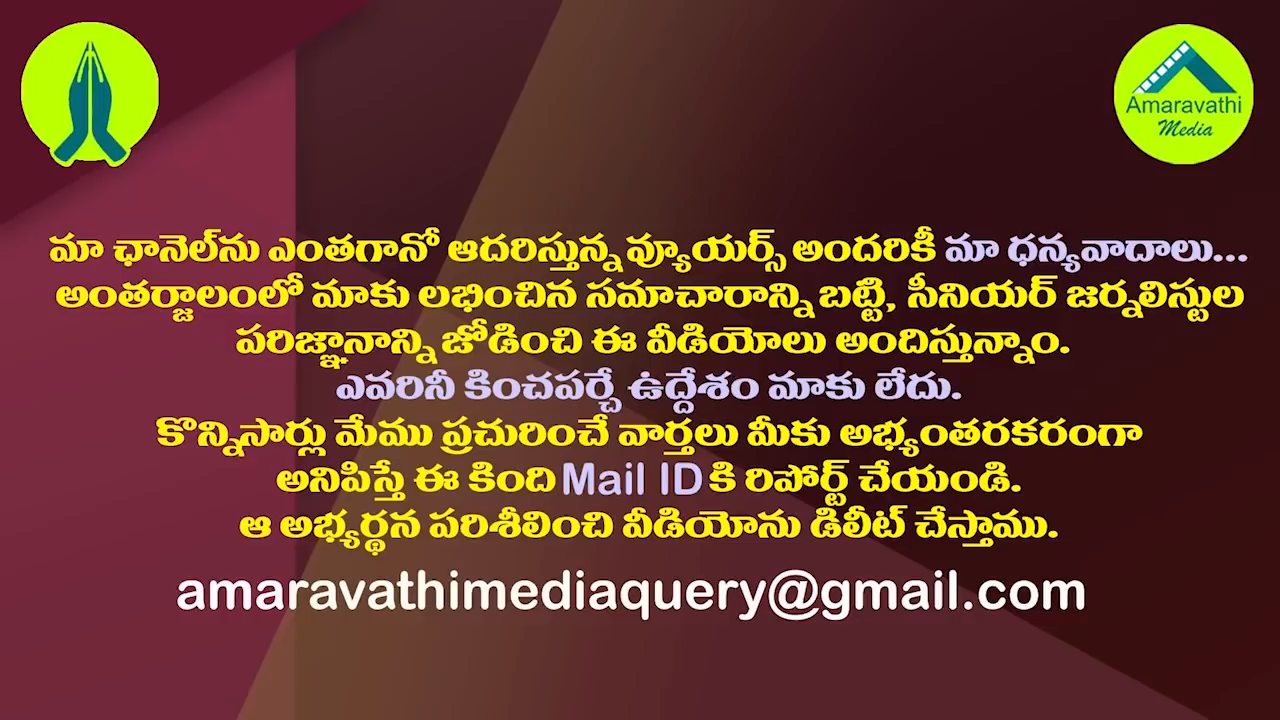 Amaravathi
Media
మా ఛానెల్‌ను ఎంతగానో ఆదరిస్తున్న వ్యూయర్స్ అందరికీ మా ధన్యవాదాలు...
అంతర్జాలంలో మాకు లభించిన సమాచారాన్ని బట్టి, సీనియర్ జర్నలిస్టుల
పరిజ్ఞానాన్ని జోడించి ఈ వీడియోలు అందిస్తున్నాం.
ఎవరినీ కించపర్చే ఉద్దేశం మాకు లేదు.
కొన్నిసార్లు మేము ప్రచురించే వార్తలు మీకు అభ్యంతరకరంగా
అనిపిస్తే ఈ కింది Mail ID కి రిపోర్ట్ చేయండి.
ఆ అభ్యర్థన పరిశీలించి వీడియోను డిలీట్ చేస్తాము.
amaravathimediaquery@gmail.com